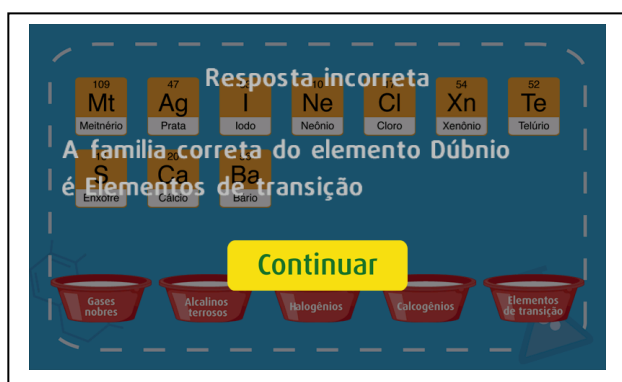 Resposta incorreta
109 47 10 54 52
Mt Ag I Ne Cl Xn Te
Meitnério Prata Iodo Neônio Cloro Xenônio Telúrio
A familia correta do elemento Dúbnio
20
S Ca Ba
é Elementos de transição
Enxofre Cálcio Bário
Continuar
Gases nobres
Alcalinos terrosos
Halogênios
Calcogênios
Elementos de transição